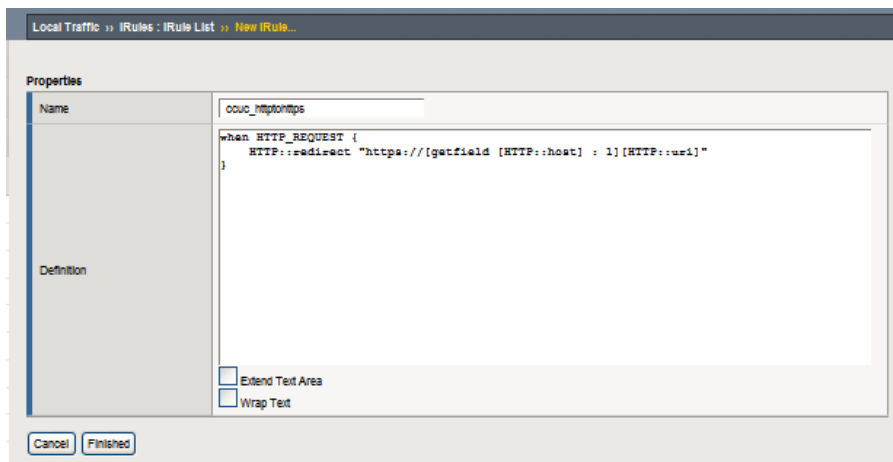 Local Traffic ›› iRules : iRule List ›› New iRule...
Properties
Name
ccuc_httptohttps
when HTTP_REQUEST {
HTTP::redirect "https://[getfield [HTTP::host] : 1][HTTP::uri]"
}
Definition
Extend Text Area
Wrap Text
Cancel
Finished